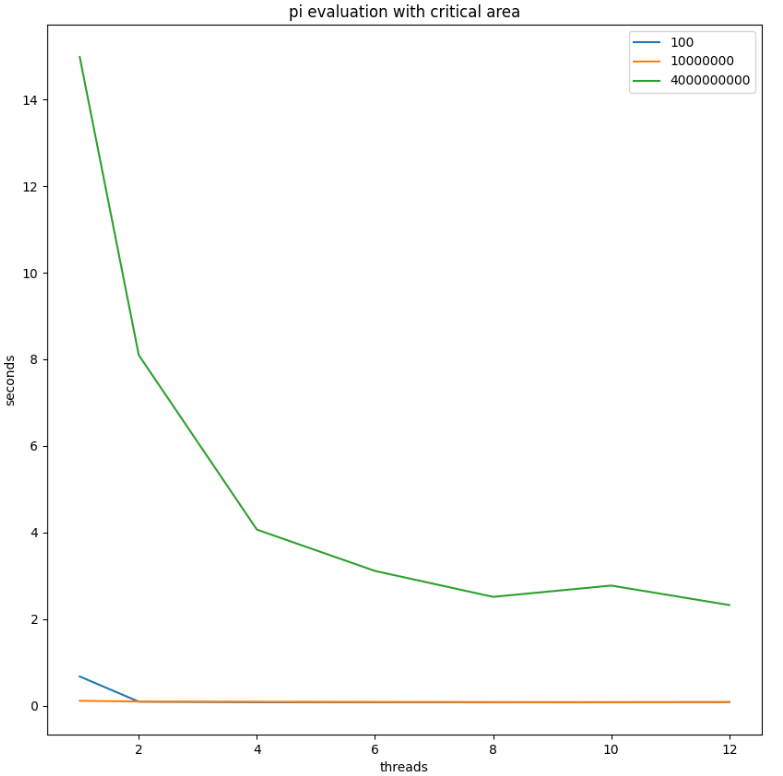 pi evaluation with critical area
100
10000000
4000000000
14
12
10
8
6
4
2
0
seconds
2 4 6 8 10 12
threads